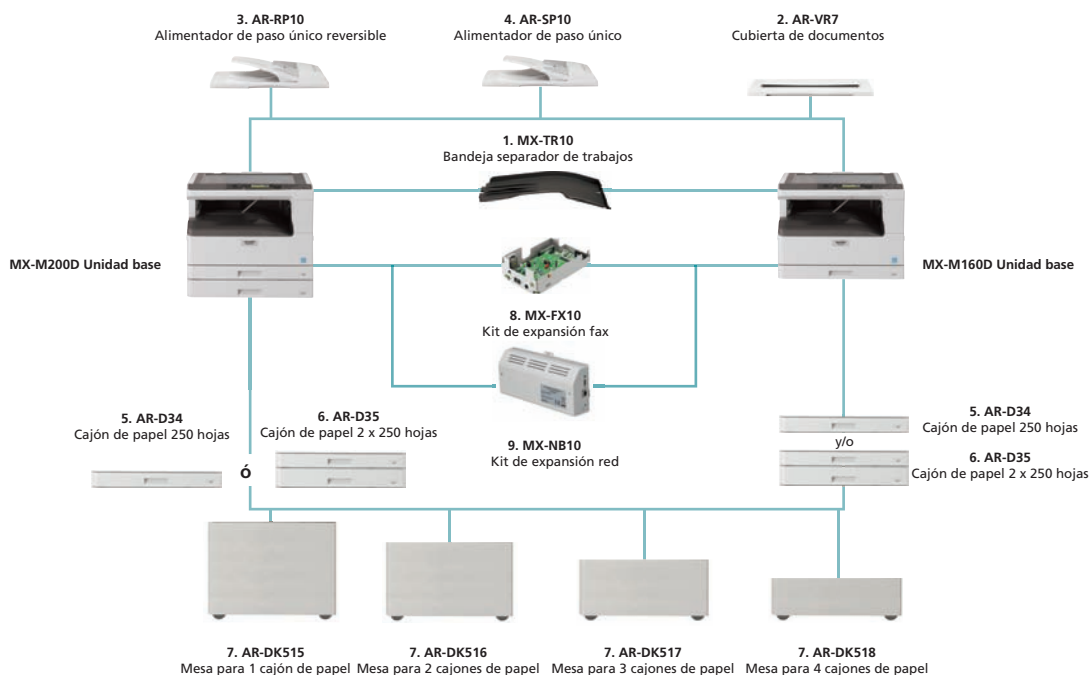 3. AR-RP10
Alimentador de paso único reversible
4. AR-SP10
Alimentador de paso único
2. AR-VR7
Cubierta de documentos
1. MX-TR10
Bandeja separador de trabajos
MX-M200D Unidad base
MX-M160D Unidad base
8. MX-FX10
Kit de expansión fax
5. AR-D34
Cajón de papel 250 hojas
ó
6. AR-D35
Cajón de papel 2 x 250 hojas
9. MX-NB10
Kit de expansión red
5. AR-D34
Cajón de papel 250 hojas
y/o
6. AR-D35
Cajón de papel 2 x 250 hojas
7. AR-DK515
Mesa para 1 cajón de papel
7. AR-DK516
Mesa para 2 cajones de papel
7. AR-DK517
Mesa para 3 cajones de papel
7. AR-DK518
Mesa para 4 cajones de papel